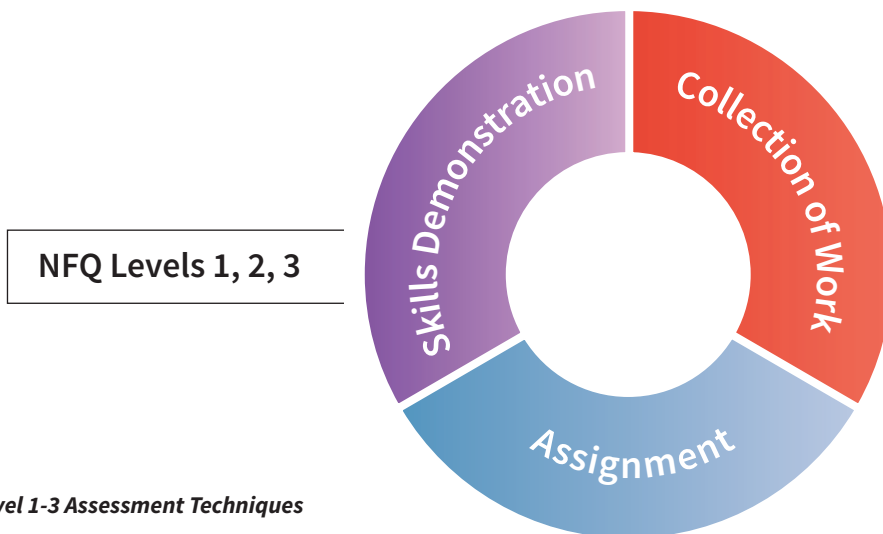 Skills Demonstration
Collection of Work
NFQ Levels 1, 2, 3
Assignment
vel 1-3 Assessment Techniques